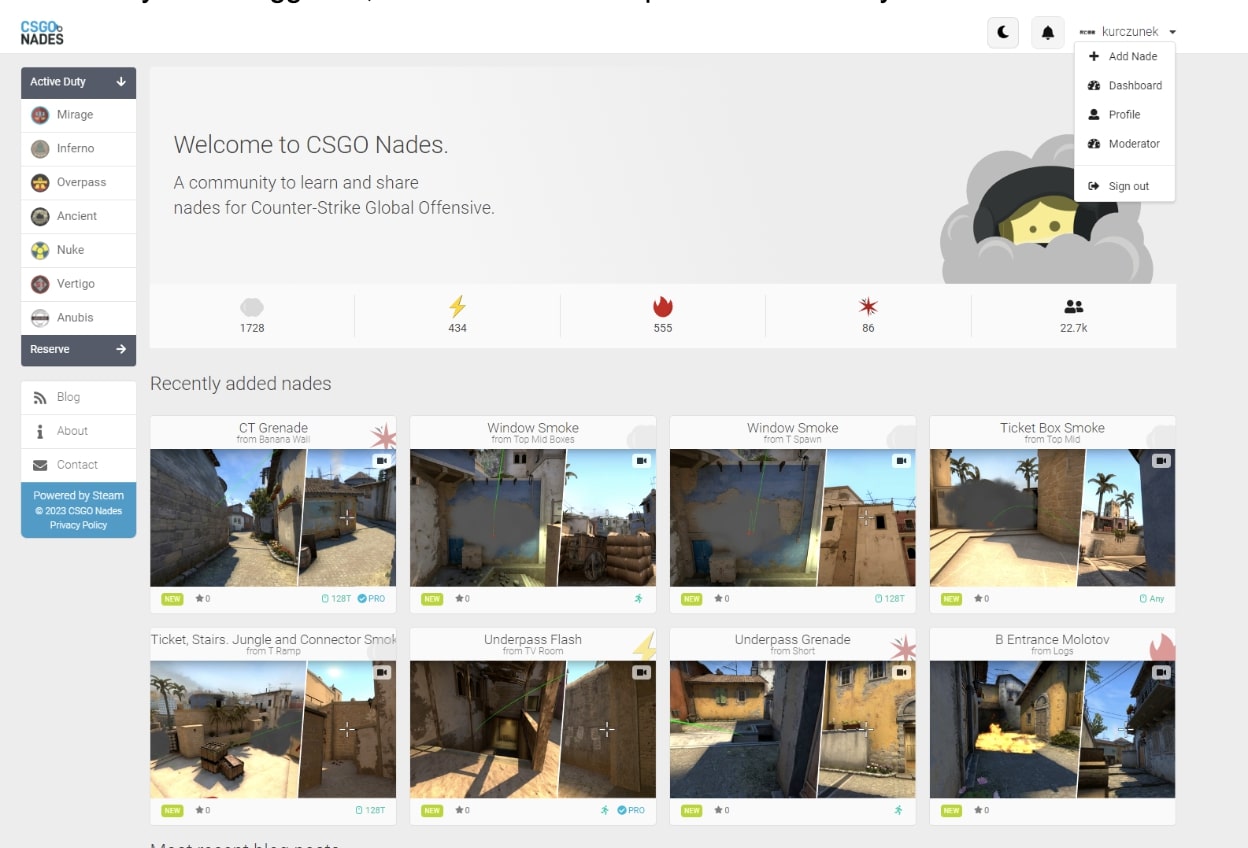 CSGO
NADES
kurczunek
Add Nade
Dashboard
Profile
Moderator
Sign out
Active Duty
Mirage
Inferno
Overpass
Ancient
Nuke
Vertigo
Anubis
Reserve
Blog
About
Contact
Powered by Steam
© 2023 CSGO Nades
Privacy Policy
Welcome to CSGO Nades.
A community to learn and share
nades for Counter-Strike Global Offensive.
1728
434
555
86
22.7k
Recently added nades
CT Grenade
from Banana Wall
NEW 0 128T PRO
Window Smoke
from Top Mid Boxes
NEW 0
Window Smoke
from T Spawn
NEW 0 128T
Ticket Box Smoke
from Top Mid
NEW 0 Any
Ticket, Stairs. Jungle and Connector Smok
from T Ramp
NEW 0 128T
Underpass Flash
from TV Room
NEW 0 PRO
Underpass Grenade
from Short
NEW 0
B Entrance Molotov
from Logs
NEW 0
Most recent blog posts